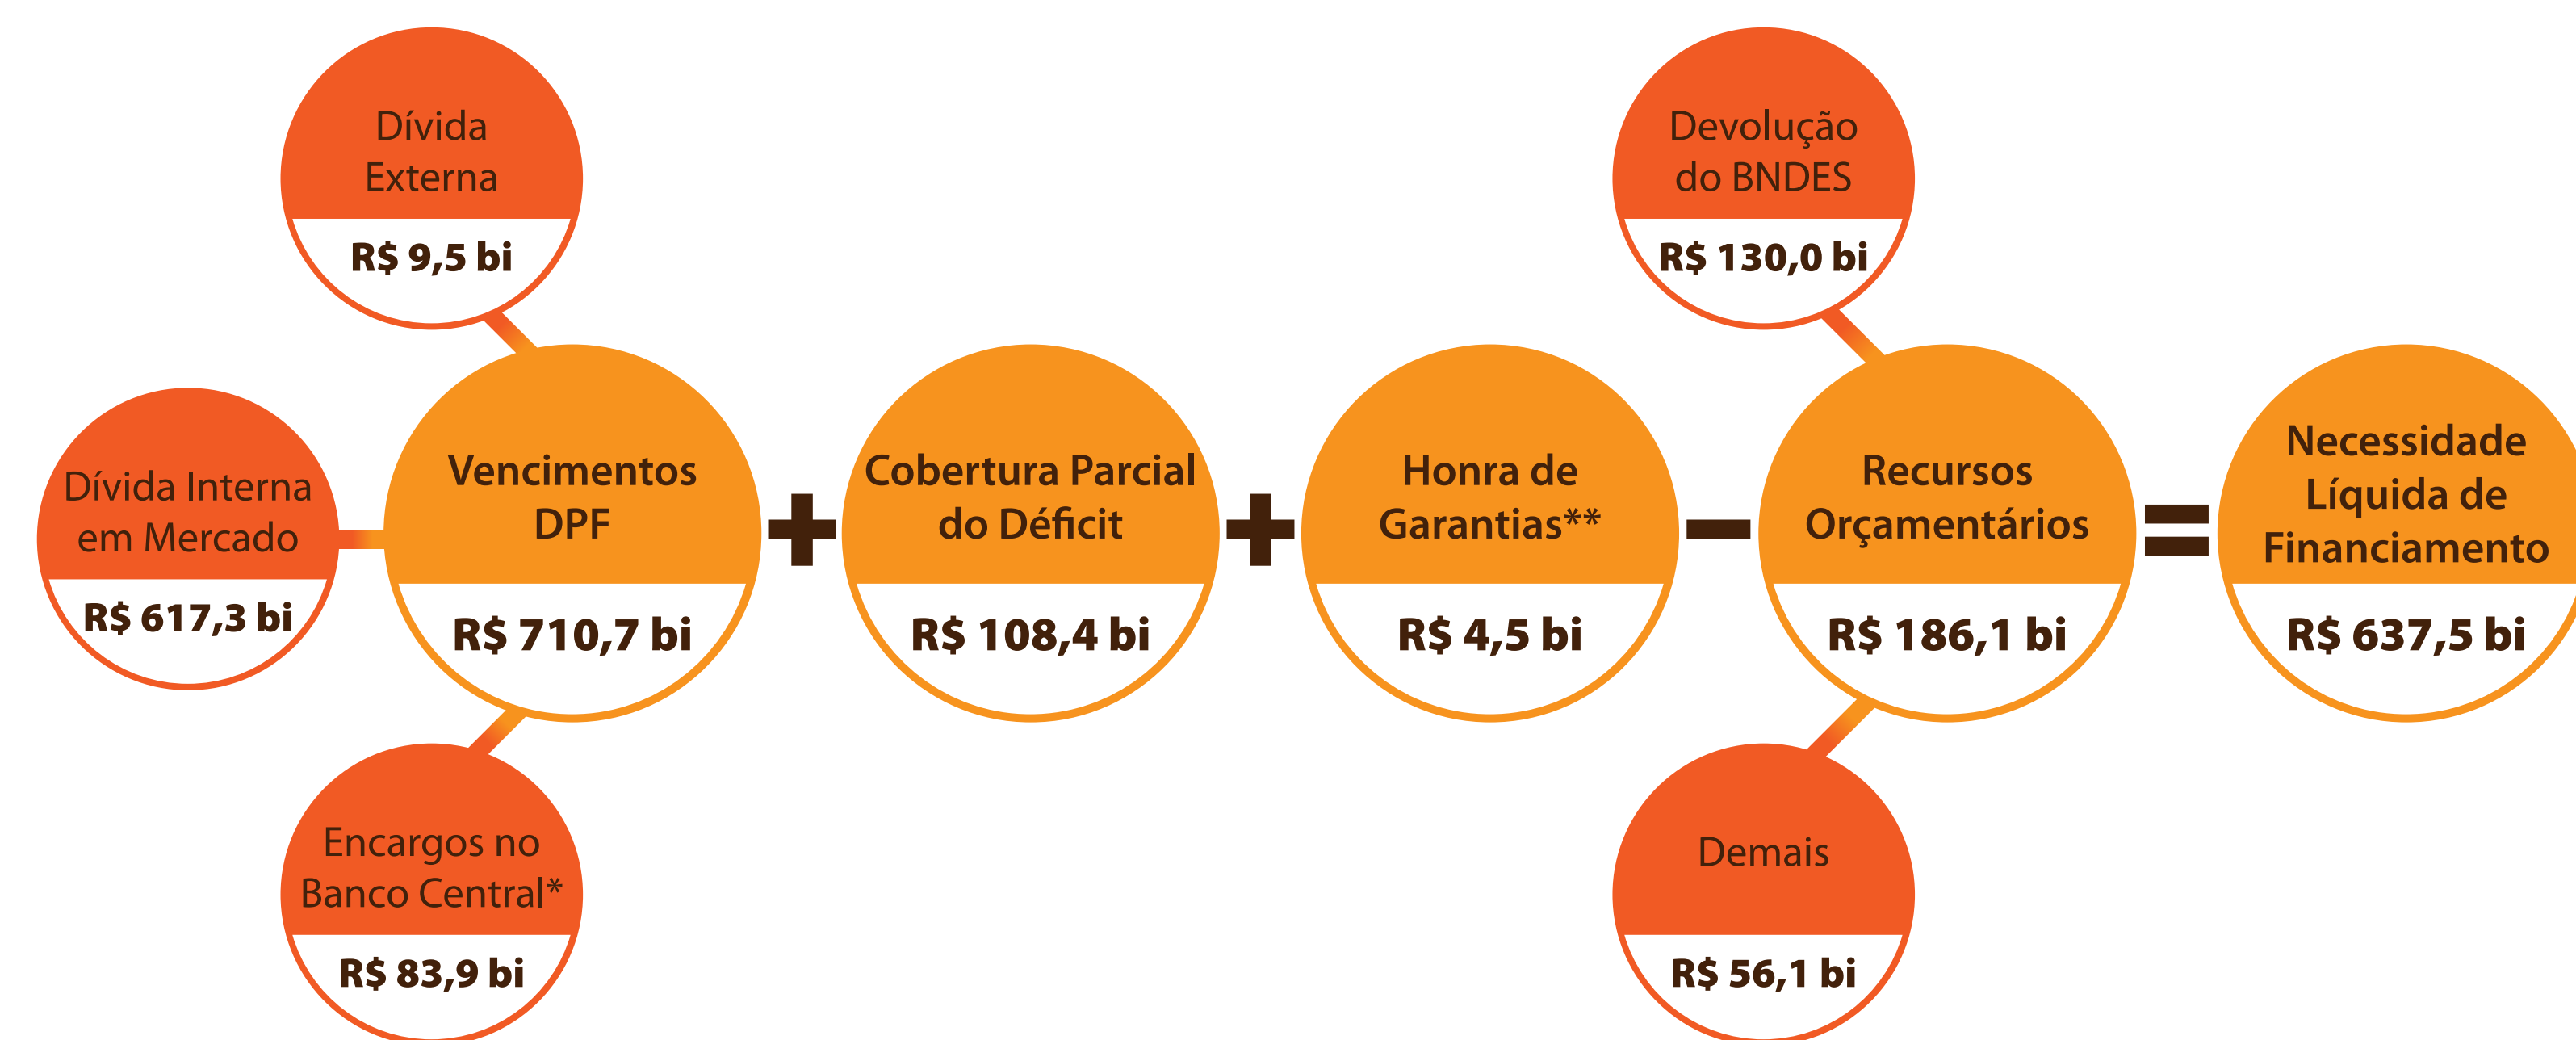 Dívida
Externa
R$ 9,5 bi
Dívida Interna
em Mercado
R$ 617,3 bi
Encargos no
Banco Central*
R$ 83,9 bi
Vencimentos
DPF
R$ 710,7 bi
+
Cobertura Parcial
do Déficit
R$ 108,4 bi
+
Honra de
Garantias**
R$ 4,5 bi
−
Devolução
do BNDES
R$ 130,0 bi
Recursos
Orçamentários
R$ 186,1 bi
Demais
R$ 56,1 bi
=
Necessidade
Líquida de
Financiamento
R$ 637,5 bi